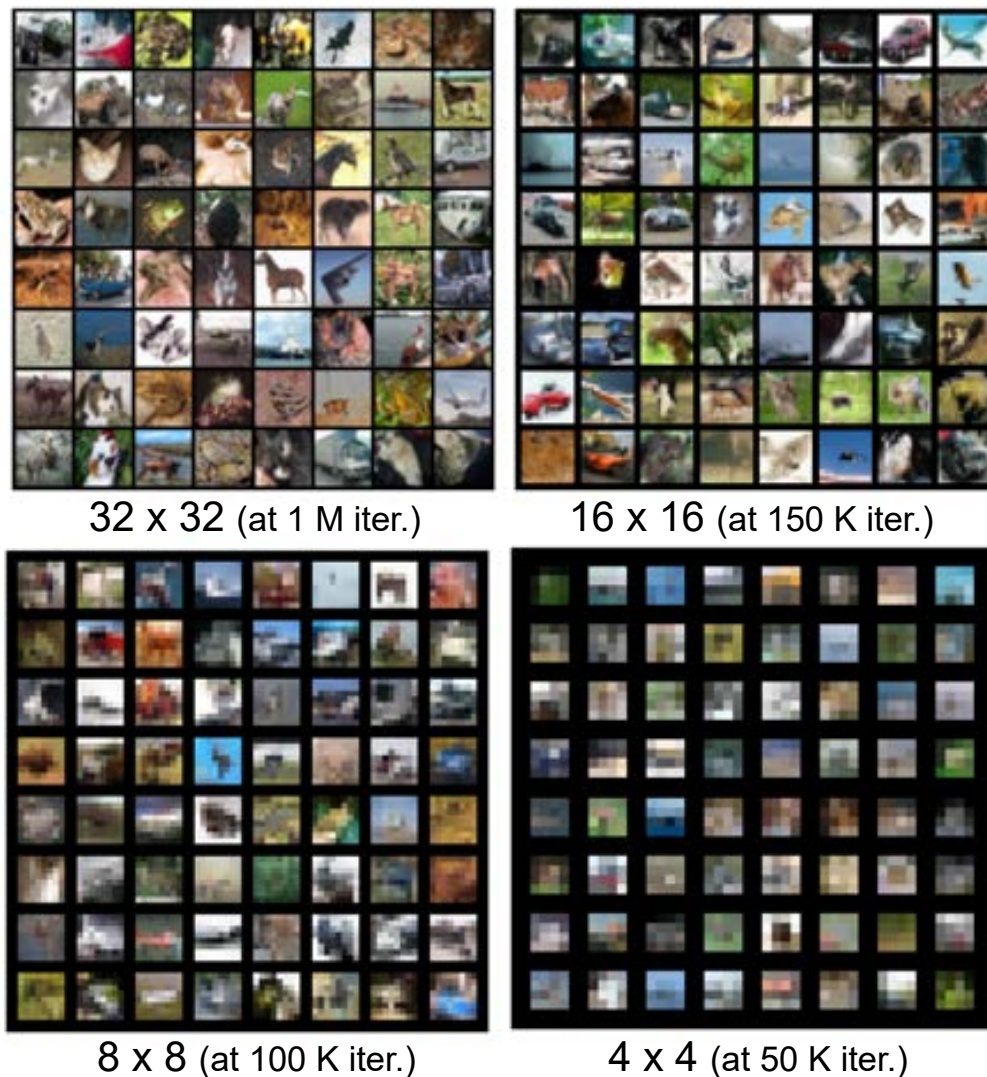 32 x 32 (at 1 M iter.)
16 x 16 (at 150 K iter.)
8 x 8 (at 100 K iter.)
4 x 4 (at 50 K iter.)